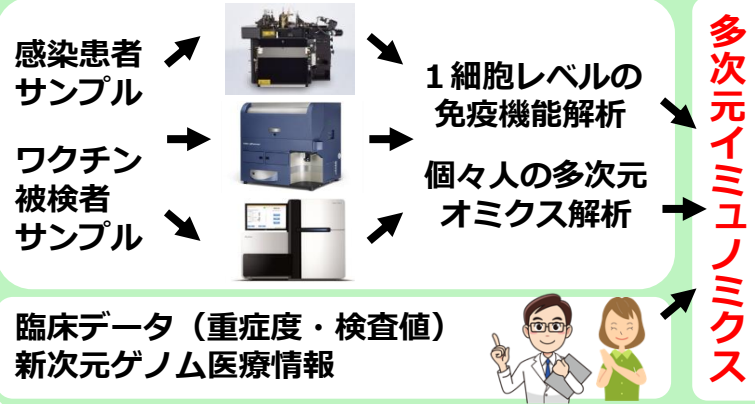 感染患者
サンプル
ワクチン
被検者
サンプル
１細胞レベルの
免疫機能解析
個々人の多次元
オミクス解析
臨床データ（重症度・検査値）
新次元ゲノム医療情報
多次元イミュノミクス